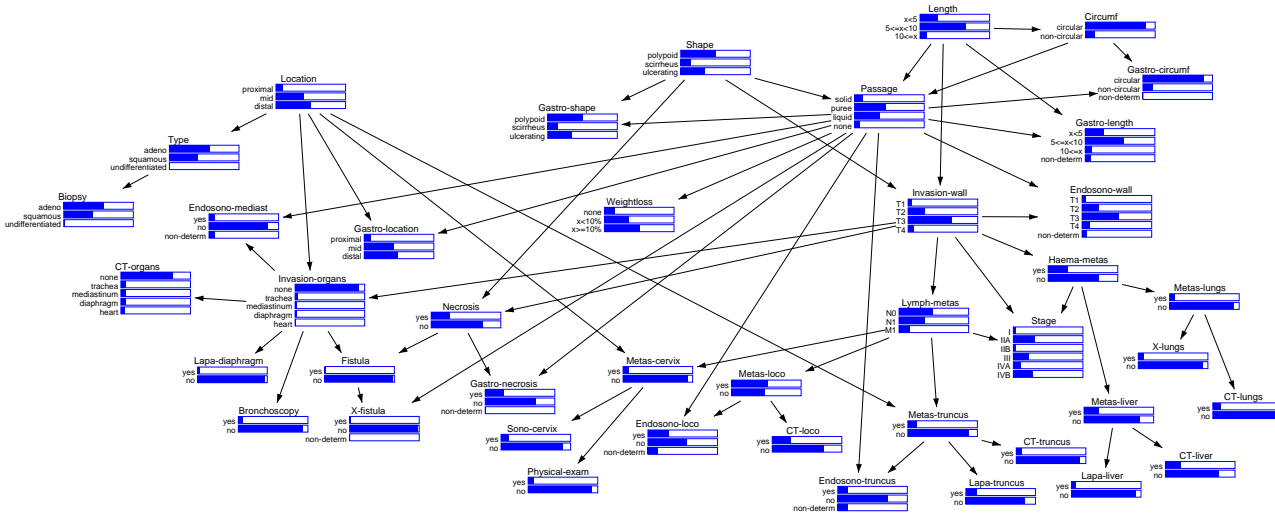 Length
x<5
5<=x<10
10<=x
Circumf
circular
non-circular
Shape
polypoid
scirrheus
ulcerating
Gastro-circumf
circular
non-circular
non-determ
Location
proximal
mid
distal
Passage
solid
puree
liquid
none
Gastro-shape
polypoid
scirrheus
ulcerating
Gastro-length
x<5
5<=x<10
10<=x
non-determ
Type
adeno
squamous
undifferentiated
Biopsy
adeno
squamous
undifferentiated
Endosono-mediast
yes
no
non-determ
Gastro-location
proximal
mid
distal
Weightloss
none
x<10%
x>=10%
Invasion-wall
T1
T2
T3
T4
Endosono-wall
T1
T2
T3
T4
non-determ
CT-organs
none
trachea
mediastinum
diaphragm
heart
Invasion-organs
none
trachea
mediastinum
diaphragm
heart
Haema-metas
yes
no
Metas-lungs
yes
no
Necrosis
yes
no
Lymph-metas
N0
N1
M1
Stage
I
IIA
IIB
III
IVA
IVB
X-lungs
yes
no
Lapa-diaphragm
yes
no
Fistula
yes
no
Metas-cervix
yes
no
Metas-loco
yes
no
Gastro-necrosis
yes
no
non-determ
CT-lungs
yes
no
Metas-liver
yes
no
Bronchoscopy
yes
no
X-fistula
yes
no
non-determ
Metas-truncus
yes
no
Sono-cervix
yes
no
Endosono-loco
yes
no
non-determ
CT-loco
yes
no
CT-truncus
yes
no
CT-liver
yes
no
Physical-exam
yes
no
Endosono-truncus
yes
no
non-determ
Lapa-truncus
yes
no
Lapa-liver
yes
no